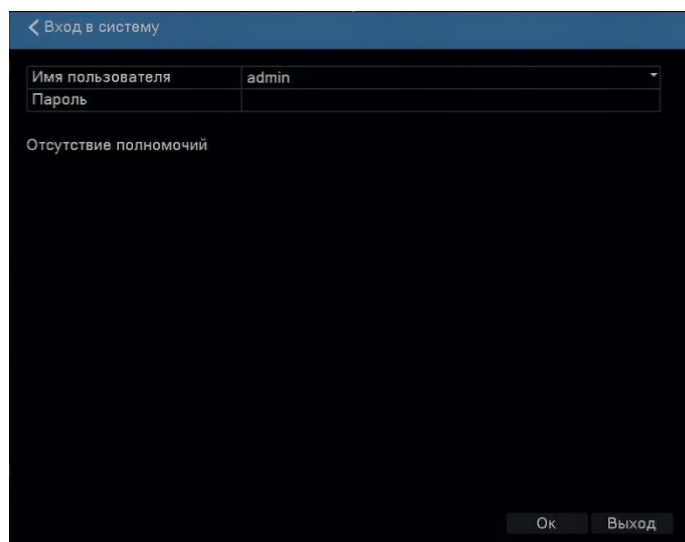 Вход в систему
Имя пользователя admin
Пароль
Отсутствие полномочий
Ок Выход